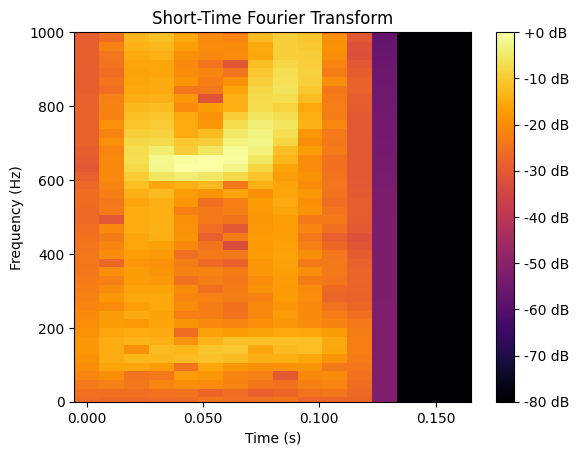 Short-Time Fourier Transform
1000
800
600
400
200
0
Frequency (Hz)
0.000
0.050
0.100
0.150
Time (s)
+0 dB
-10 dB
-20 dB
-30 dB
-40 dB
-50 dB
-60 dB
-70 dB
-80 dB